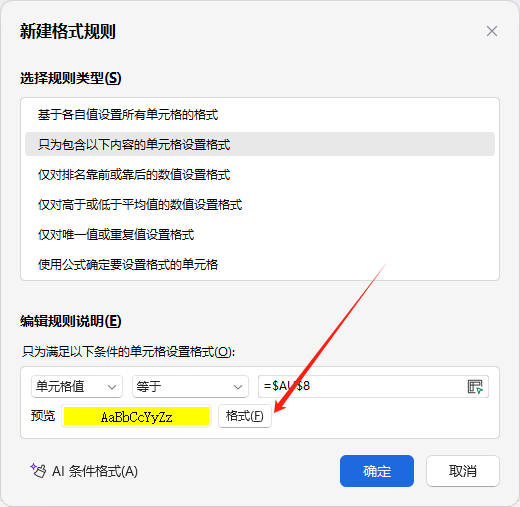 新建格式规则
选择规则类型(S)
基于各自值设置所有单元格的格式
只为包含以下内容的单元格设置格式
仅对排名靠前或靠后的数值设置格式
仅对高于或低于平均值的数值设置格式
仅对唯一值或重复值设置格式
使用公式确定要设置格式的单元格
编辑规则说明(E)
只为满足以下条件的单元格设置格式(O):
单元格值 等于 =$AU$8
预览 AaBbCcYyZz 格式(F)
AI 条件格式(A) 确定 取消